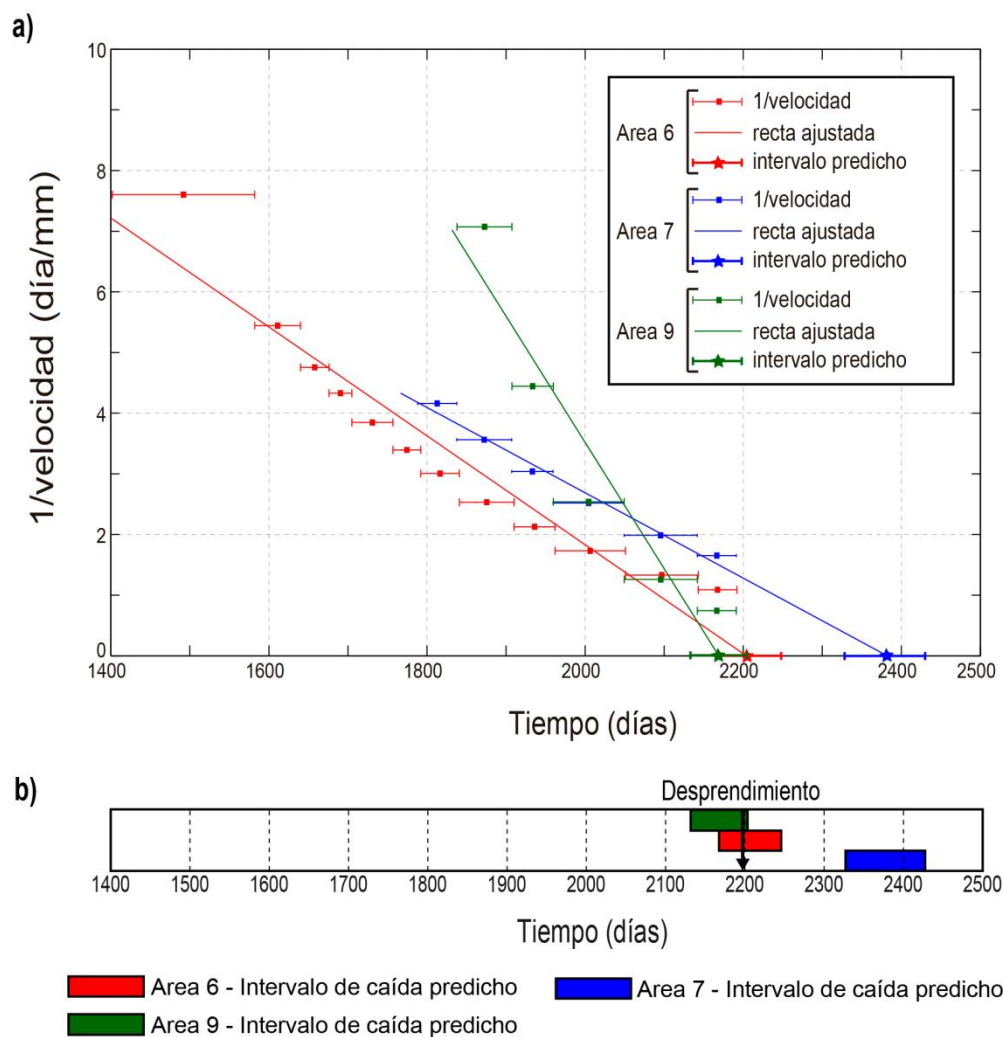 a)
10
8
6
4
2
0
1/velocidad (día/mm)
1400
1600
1800
2000
2200
2400
2500
Tiempo (días)
Area 6
1/velocidad
recta ajustada
intervalo predicho
Area 7
1/velocidad
recta ajustada
intervalo predicho
Area 9
1/velocidad
recta ajustada
intervalo predicho
b)
Desprendimiento
1400
1500
1600
1700
1800
1900
2000
2100
2200
2300
2400
2500
Tiempo (días)
Area 6 - Intervalo de caída predicho
Area 7 - Intervalo de caída predicho
Area 9 - Intervalo de caída predicho